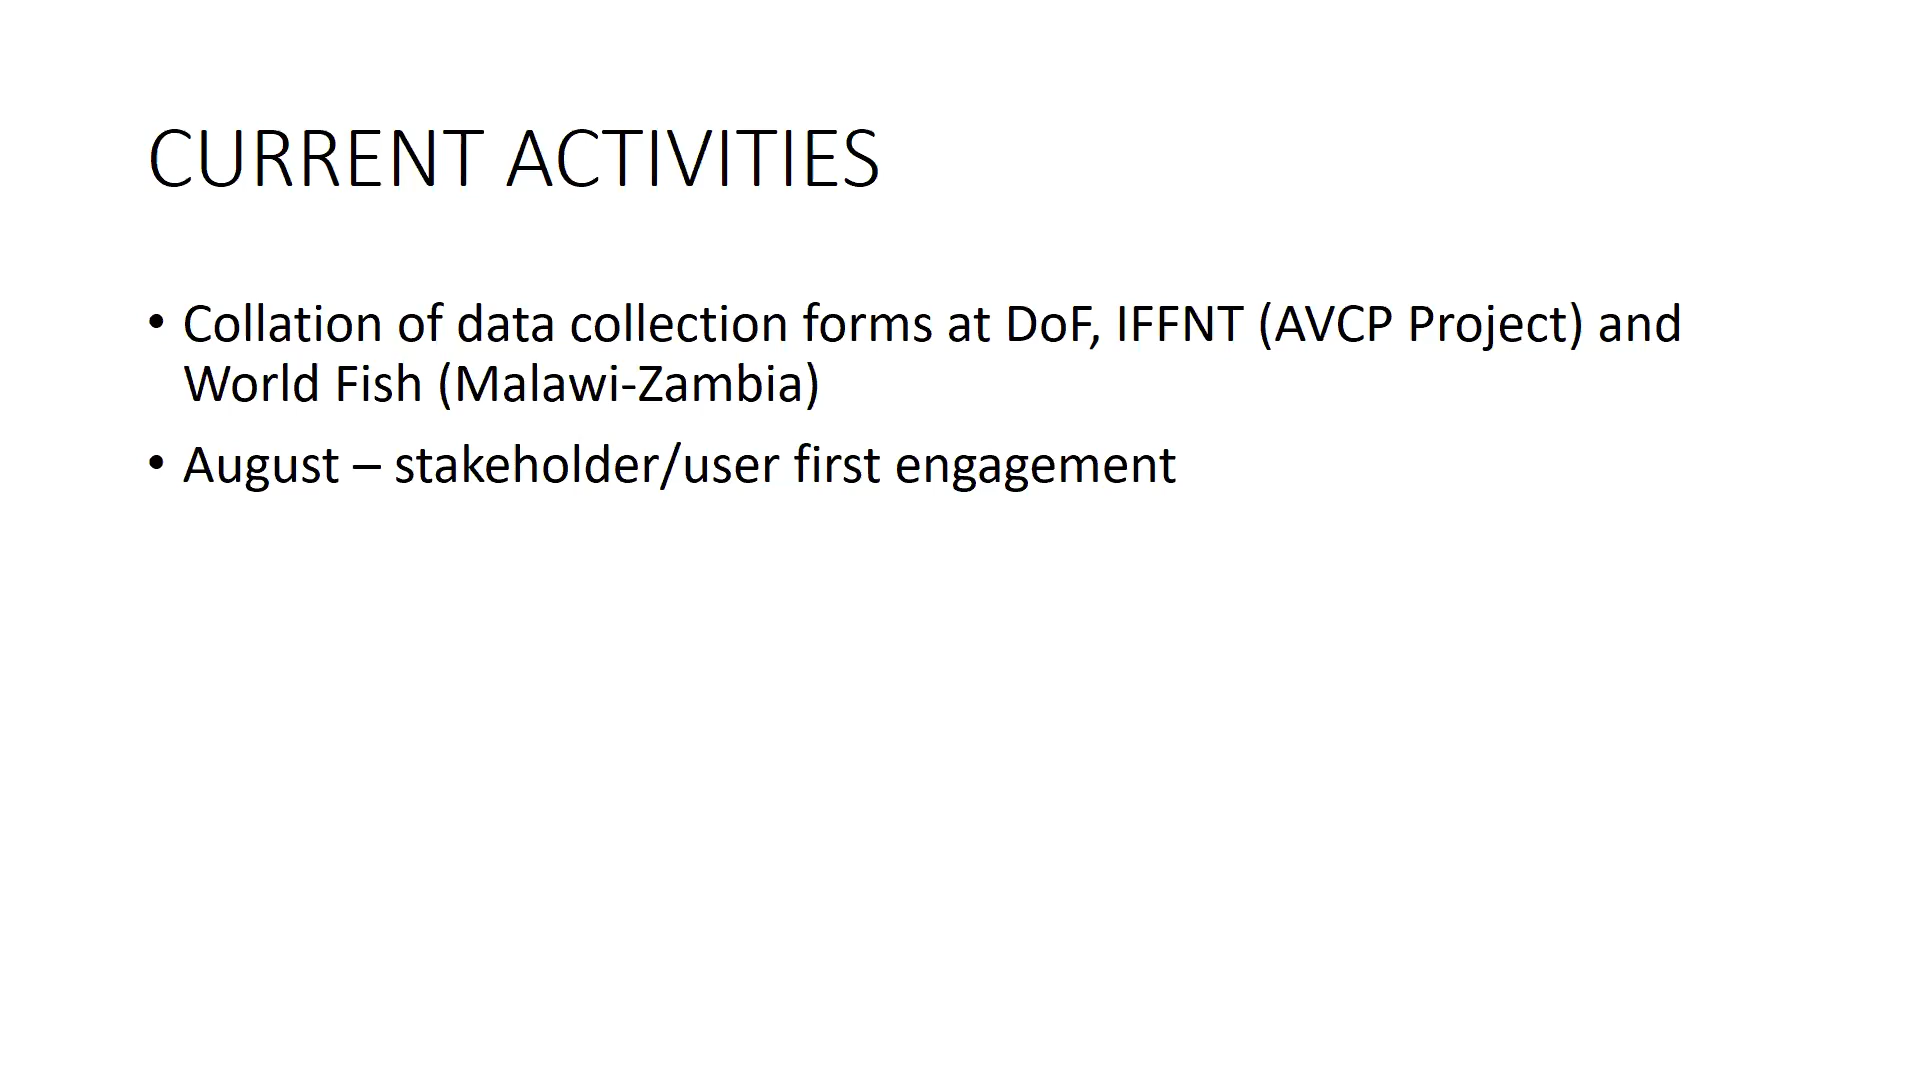 CURRENT ACTIVITIES
• Collation of data collection forms at DoF, IFFNT (AVCP Project) and
World Fish (Malawi-Zambia)
• August – stakeholder/user first engagement